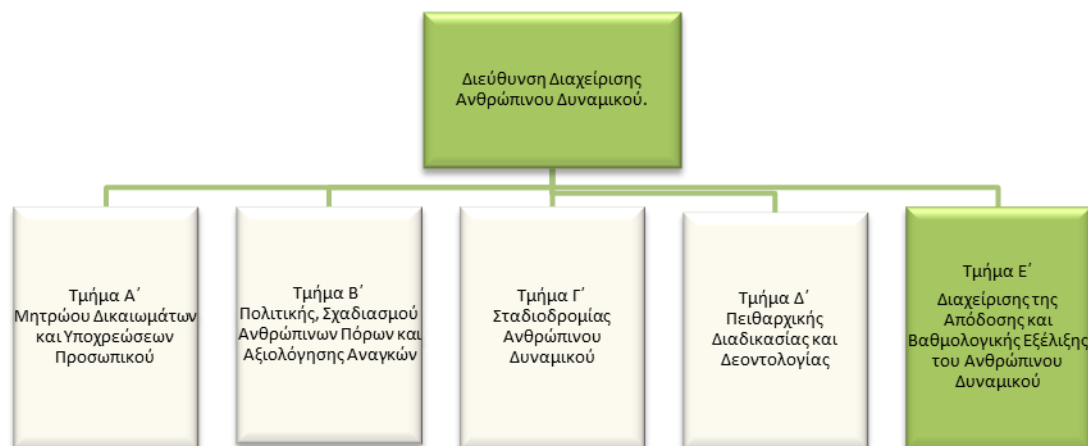 Διεύθυνση Διαχείρισης
Ανθρώπινου Δυναμικού.
Τμήμα Α΄
Μητρώου Δικαιωμάτων
και Υποχρεώσεων
Προσωπικού
Τμήμα Β΄
Πολιτικής, Σχαδιασμού
Ανθρώπινων Πόρων και
Αξιολόγησης Αναγκών
Τμήμα Γ΄
Σταδιοδρομίας
Ανθρώπινου
Δυναμικού
Τμήμα Δ΄
Πειθαρχικής
Διαδικασίας και
Δεοντολογίας
Τμήμα Ε΄
Διαχείρισης της
Απόδοσης και
Βαθμολογικής Εξέλιξης
του Ανθρώπινου
Δυναμικού